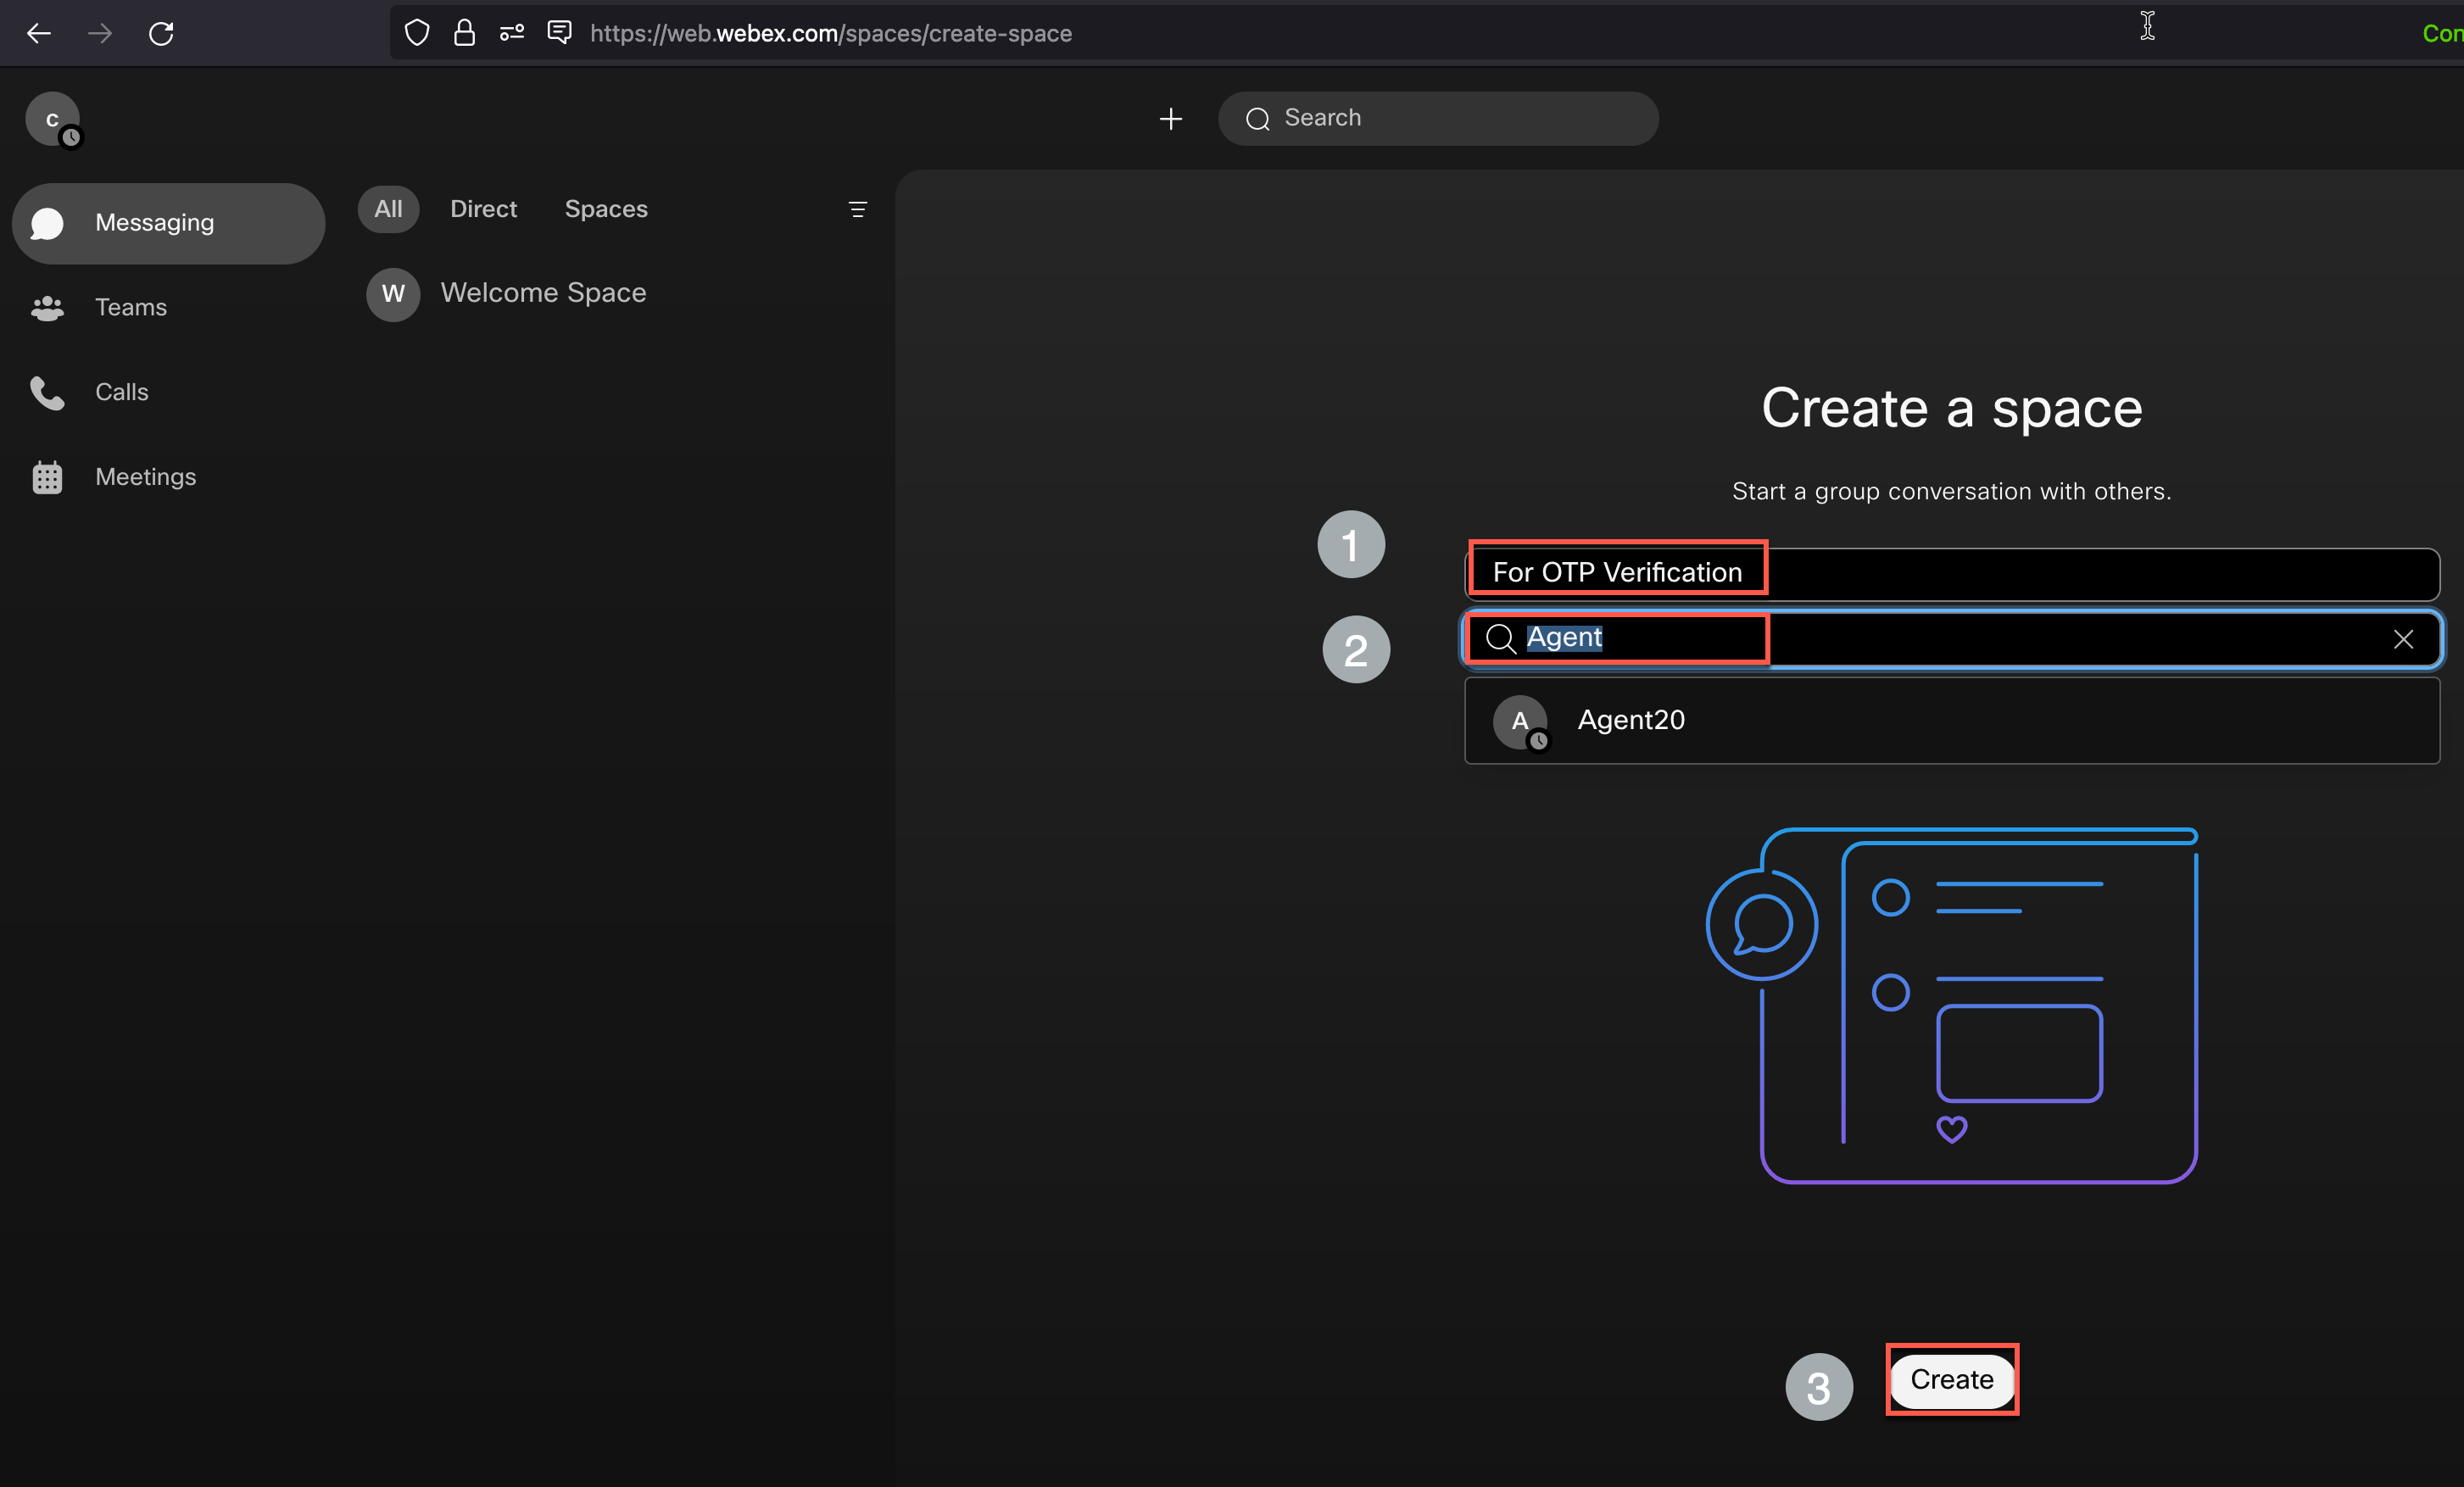 https://web.webex.com/spaces/create-space
Con
c
Search
Messaging
Teams
Calls
Meetings
All Direct Spaces
W Welcome Space
Create a space
Start a group conversation with others.
1 For OTP Verification
2 Agent
A Agent20
3 Create